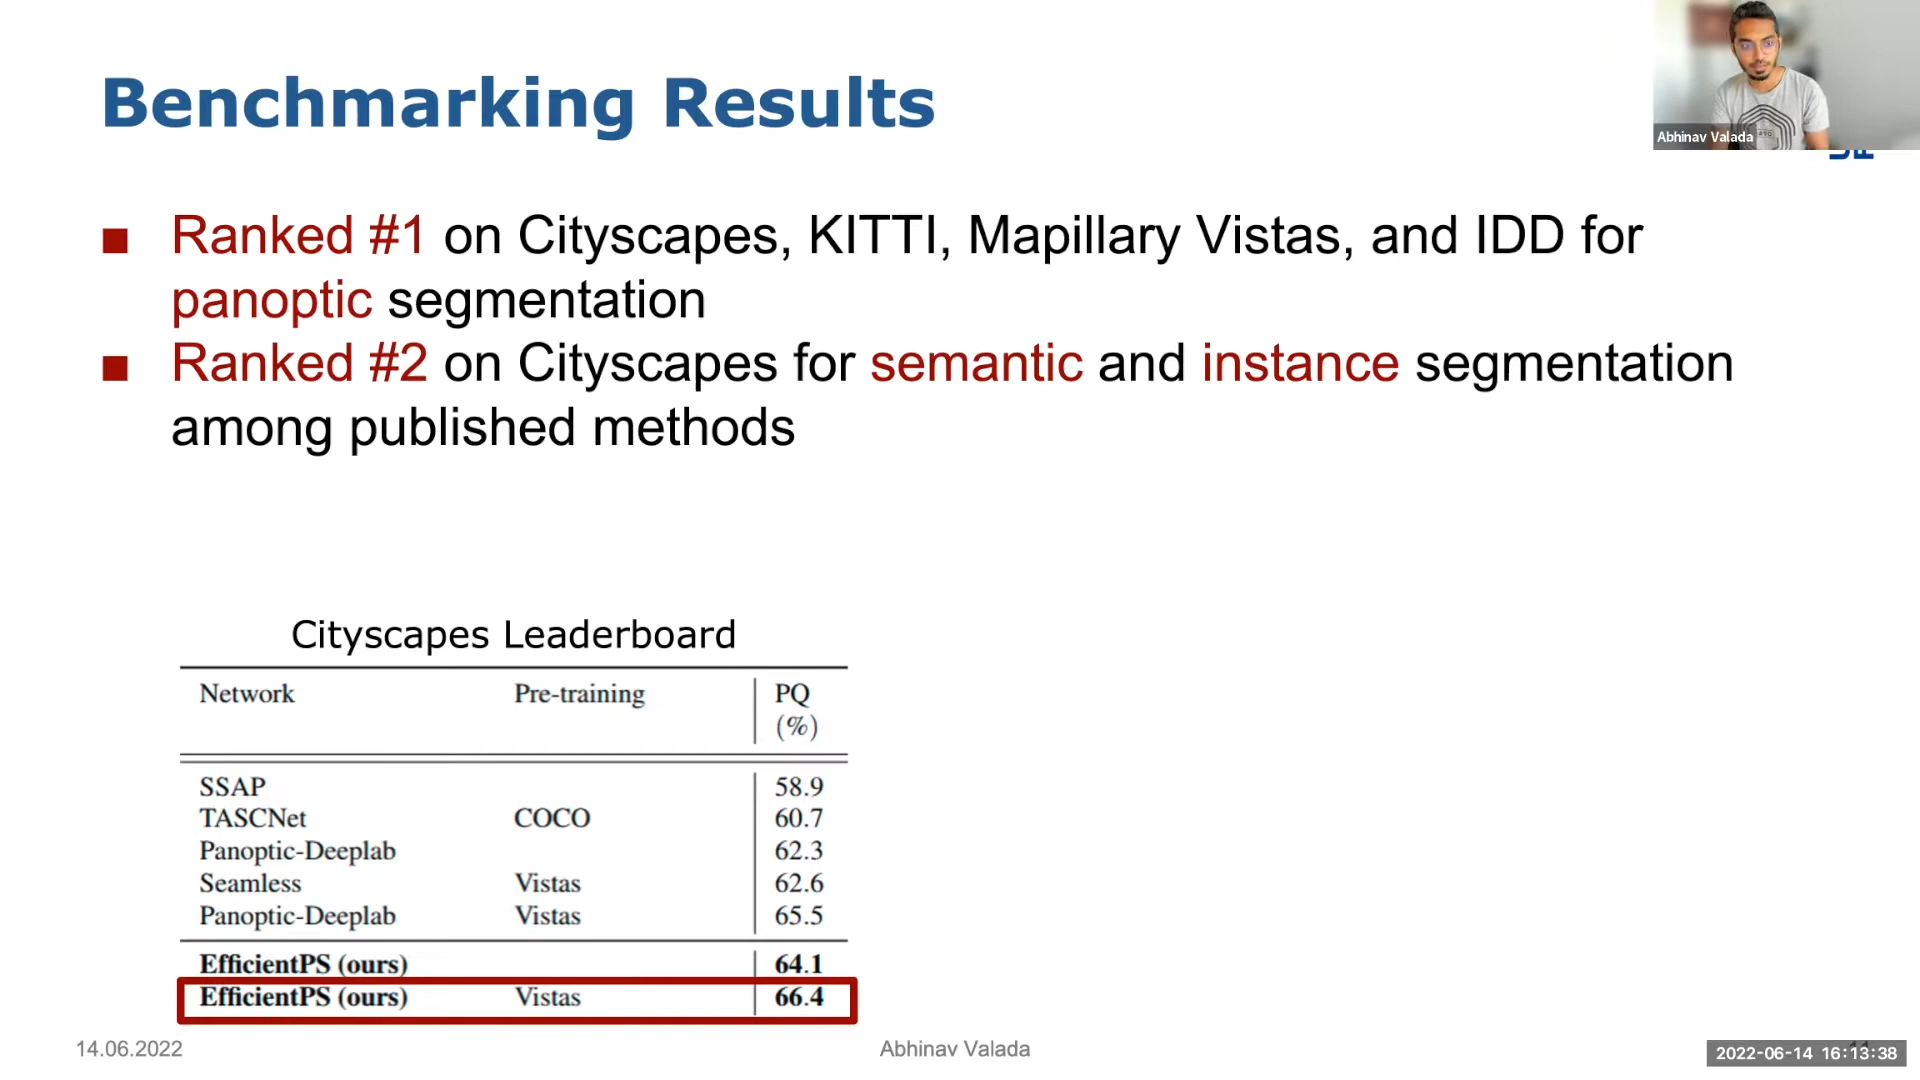 Benchmarking Results
Abhinav Valada
■ Ranked #1 on Cityscapes, KITTI, Mapillary Vistas, and IDD for
panoptic segmentation
■ Ranked #2 on Cityscapes for semantic and instance segmentation
among published methods
Cityscapes Leaderboard
Network Pre-training PQ
(%)
SSAP 58.9
TASCNet COCO 60.7
Panoptic-Deeplab 62.3
Seamless Vistas 62.6
Panoptic-Deeplab Vistas 65.5
EfficientPS (ours) 64.1
EfficientPS (ours) Vistas 66.4
14.06.2022 Abhinav Valada
2022-06-14 16:13:38